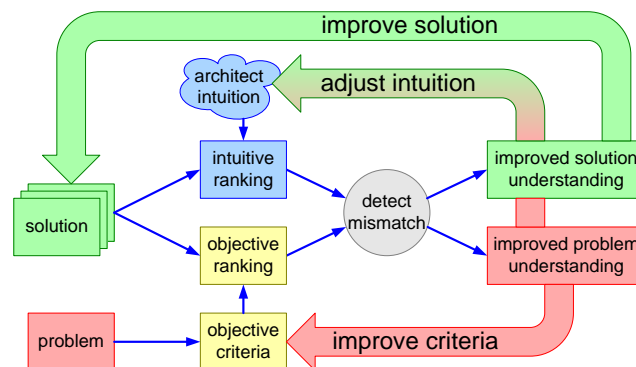 improve solution
architect
intuition
adjust intuition
intuitive
ranking
improved solution
understanding
solution
detect
mismatch
objective
ranking
improved problem
understanding
problem
objective
criteria
improve criteria